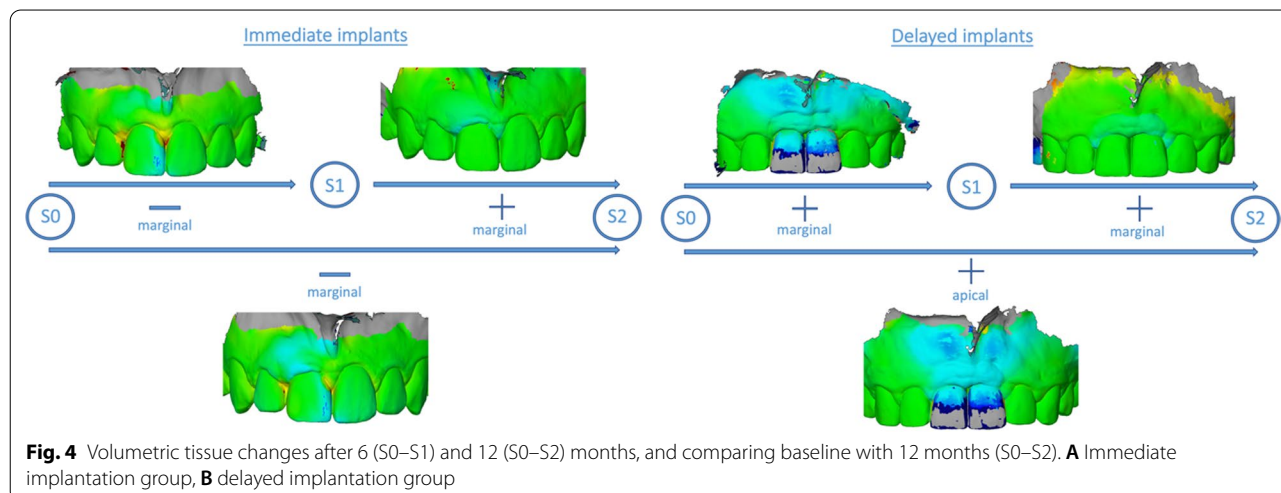 Immediate implants
Delayed implants
S1
S1
S0
S2
S0
S2
marginal
marginal
marginal
marginal
marginal
apical
Fig. 4 Volumetric tissue changes after 6 (S0–S1) and 12 (S0–S2) months, and comparing baseline with 12 months (S0–S2). A Immediate
implantation group, B delayed implantation group